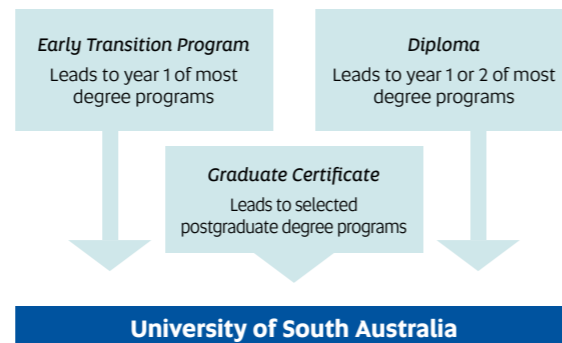 Early Transition Program
Leads to year 1 of most
degree programs
Diploma
Leads to year 1 or 2 of most
degree programs
Graduate Certificate
Leads to selected
postgraduate degree programs
University of South Australia